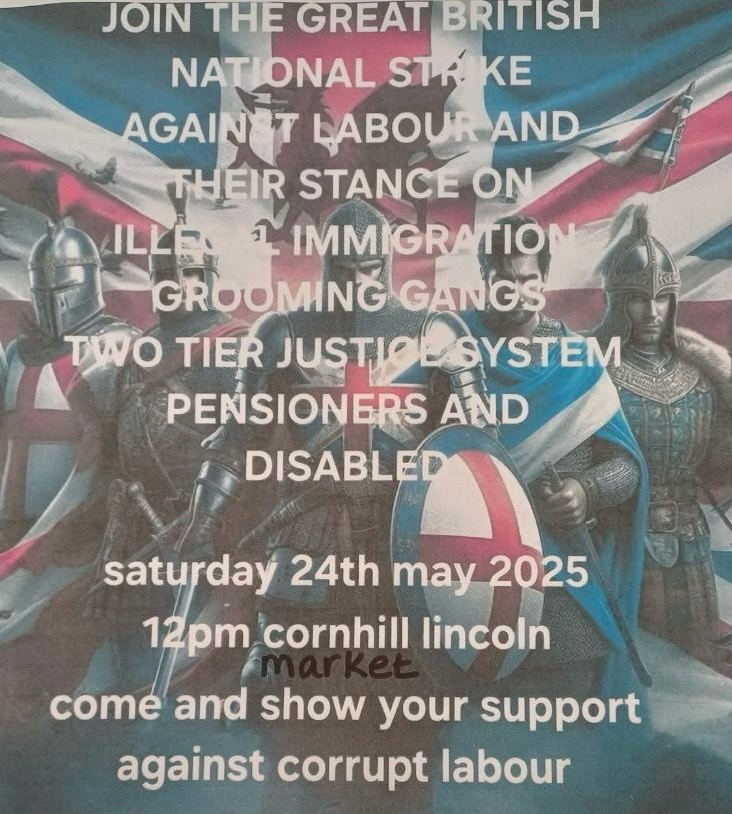 JOIN THE GREAT BRITISH
NATIONAL STRIKE
AGAINST LABOUR AND
THEIR STANCE ON
ILLEGAL IMMIGRATION
GROOMING GANGS
TWO TIER JUSTICE SYSTEM
PENSIONERS AND
DISABLED
saturday 24th may 2025
12pm cornhill lincoln
market
come and show your support
against corrupt labour